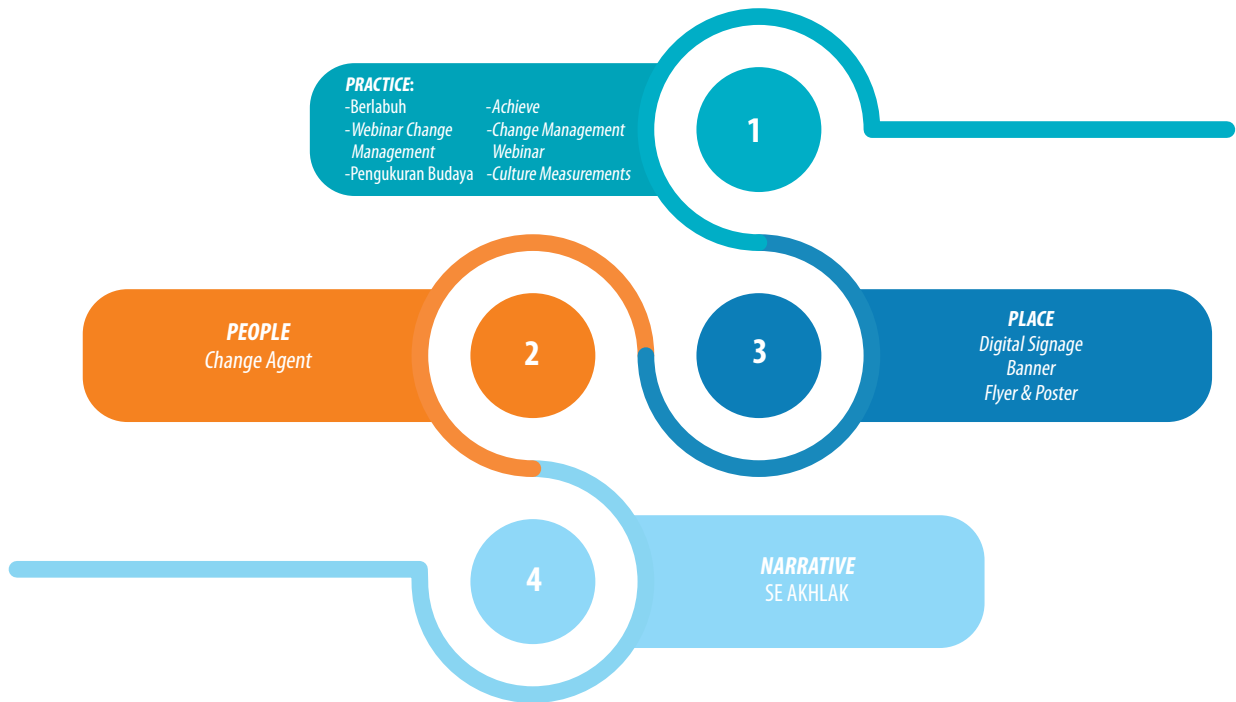 PRACTICE:
-Berlabuh
-Webinar Change
Management
-Pengukuran Budaya
-Achieve
-Change Management
Webinar
-Culture Measurements
1
PEOPLE
Change Agent
2
3
PLACE
Digital Signage
Banner
Flyer & Poster
4
NARRATIVE
SE AKHLAK